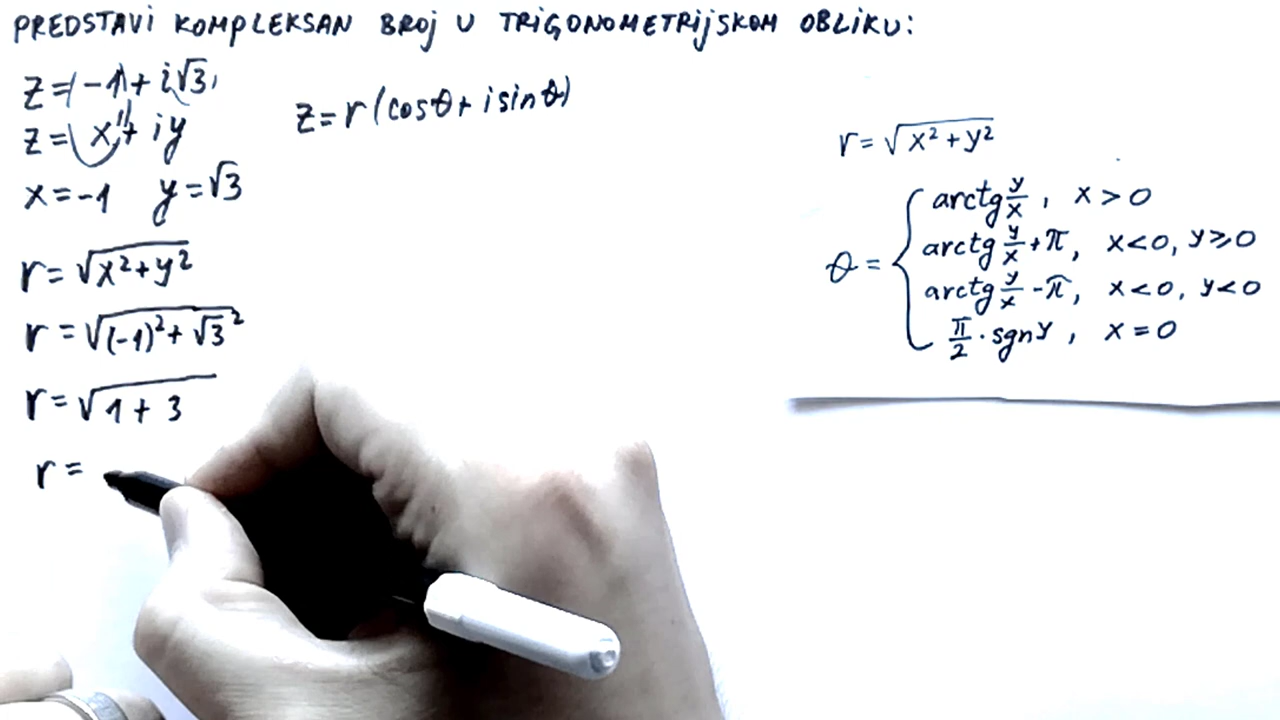 PREDSTAVI KOMPLEKSAN BROJ U TRIGONOMETRIJSKOM OBLIKU:
z = -1 + i√3
z = x + iy
x = -1 y = √3
r = √(x² + y²)
r = √((-1)² + √3²)
r = √(1 + 3)
r =
z = r(cosθ + i sinθ)
r = √(x² + y²)
θ = {
arctg y/x, x > 0
arctg y/x + π, x < 0, y ≥ 0
arctg y/x - π, x < 0, y < 0
π/2 · sgn y, x = 0